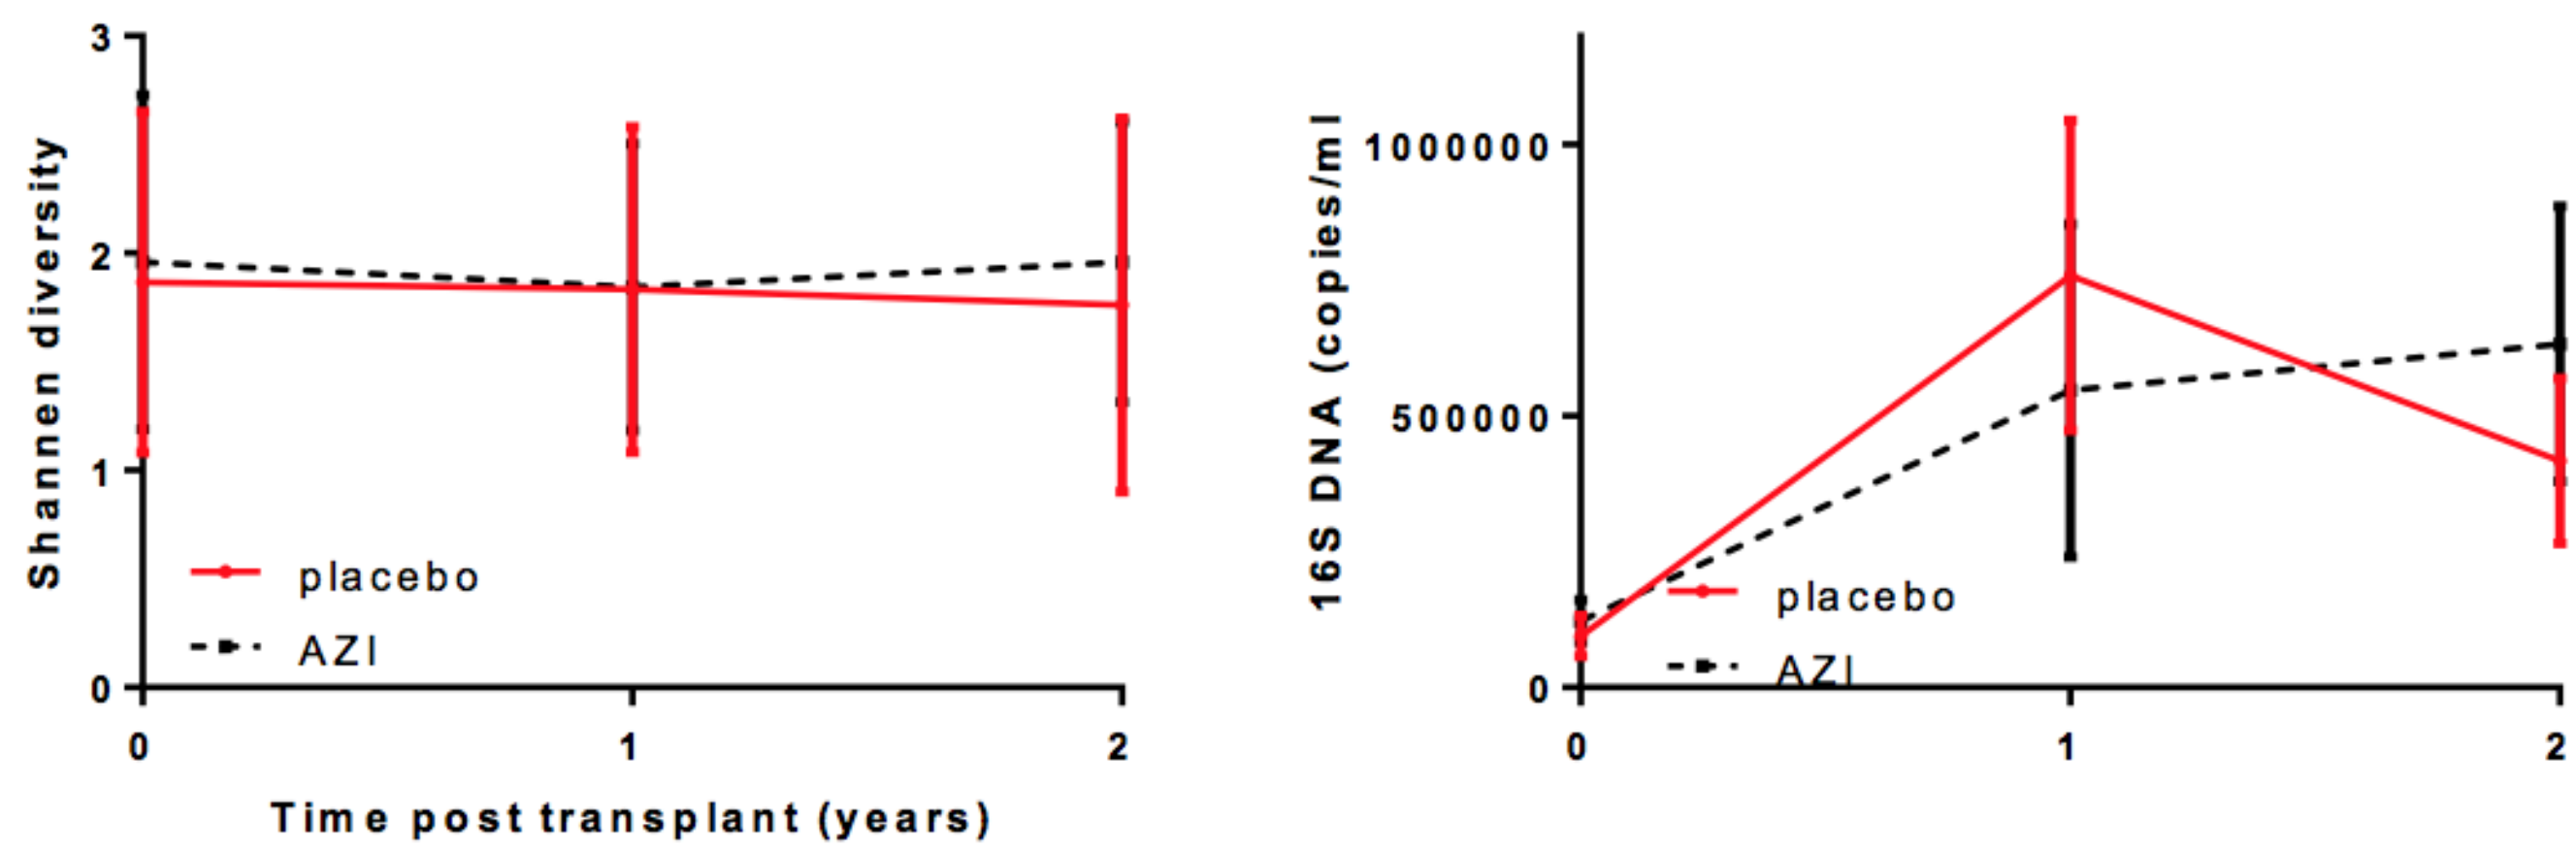 Shannen diversity
3
2
1
0
placebo
AZI
0 1 2
Time post transplant (years)
16S DNA (copies/ml
1000000
500000
0
placebo
AZI
0 1 2